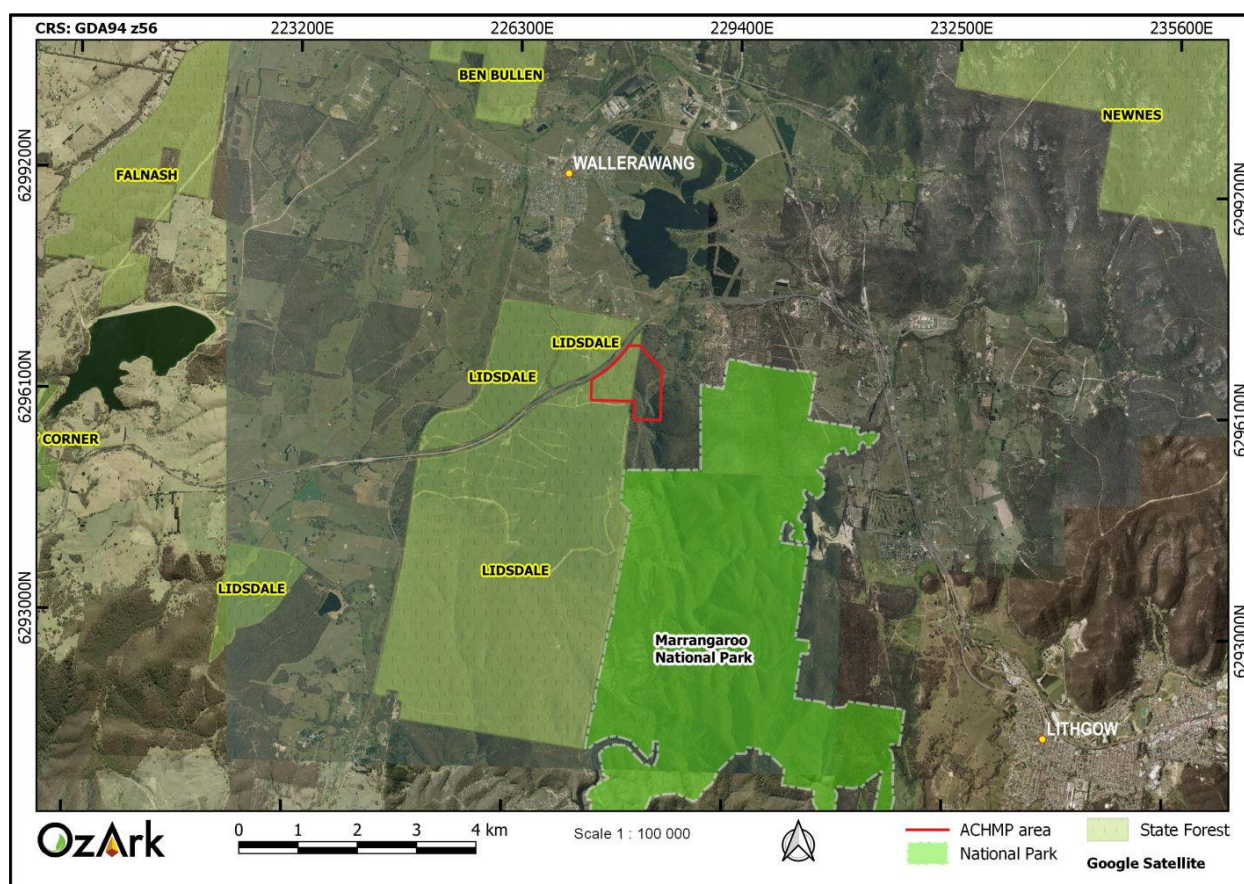 CRS: GDA94 z56
223200E
226300E
229400E
232500E
235600E
6299200N
6296100N
6293000N
6299200N
6296100N
6293000N
BEN BULLEN
NEWNES
WALLERAWANG
FALNASH
LIDSDALE
LIDSDALE
CORNER
LIDSDALE
LIDSDALE
Marrangaroo
National Park
LITHGOW
OzArk
0 1 2 3 4 km
Scale 1 : 100 000
ACHMP area
National Park
State Forest
Google Satellite